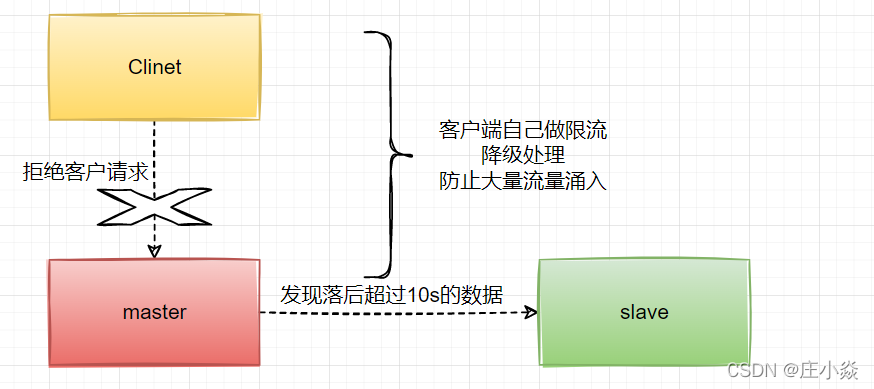 Clinet
客户端自己做限流
降级处理
防止大量流量涌入
拒绝客户请求
发现落后超过10s的数据
master
slave
CSDN @庄小焱